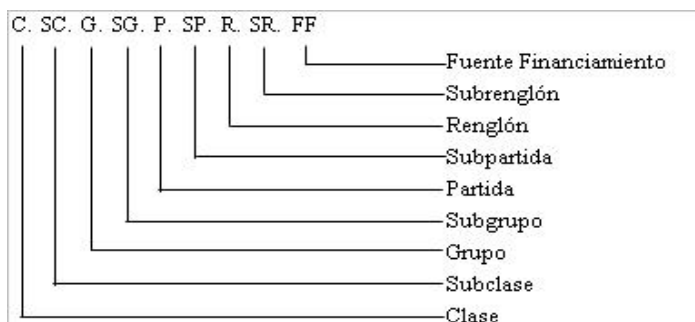 C. SC. G. SG. P. SP. R. SR. FF
Fuente Financiamiento
Subrenglón
Renglón
Subpartida
Partida
Subgrupo
Grupo
Subclase
Clase